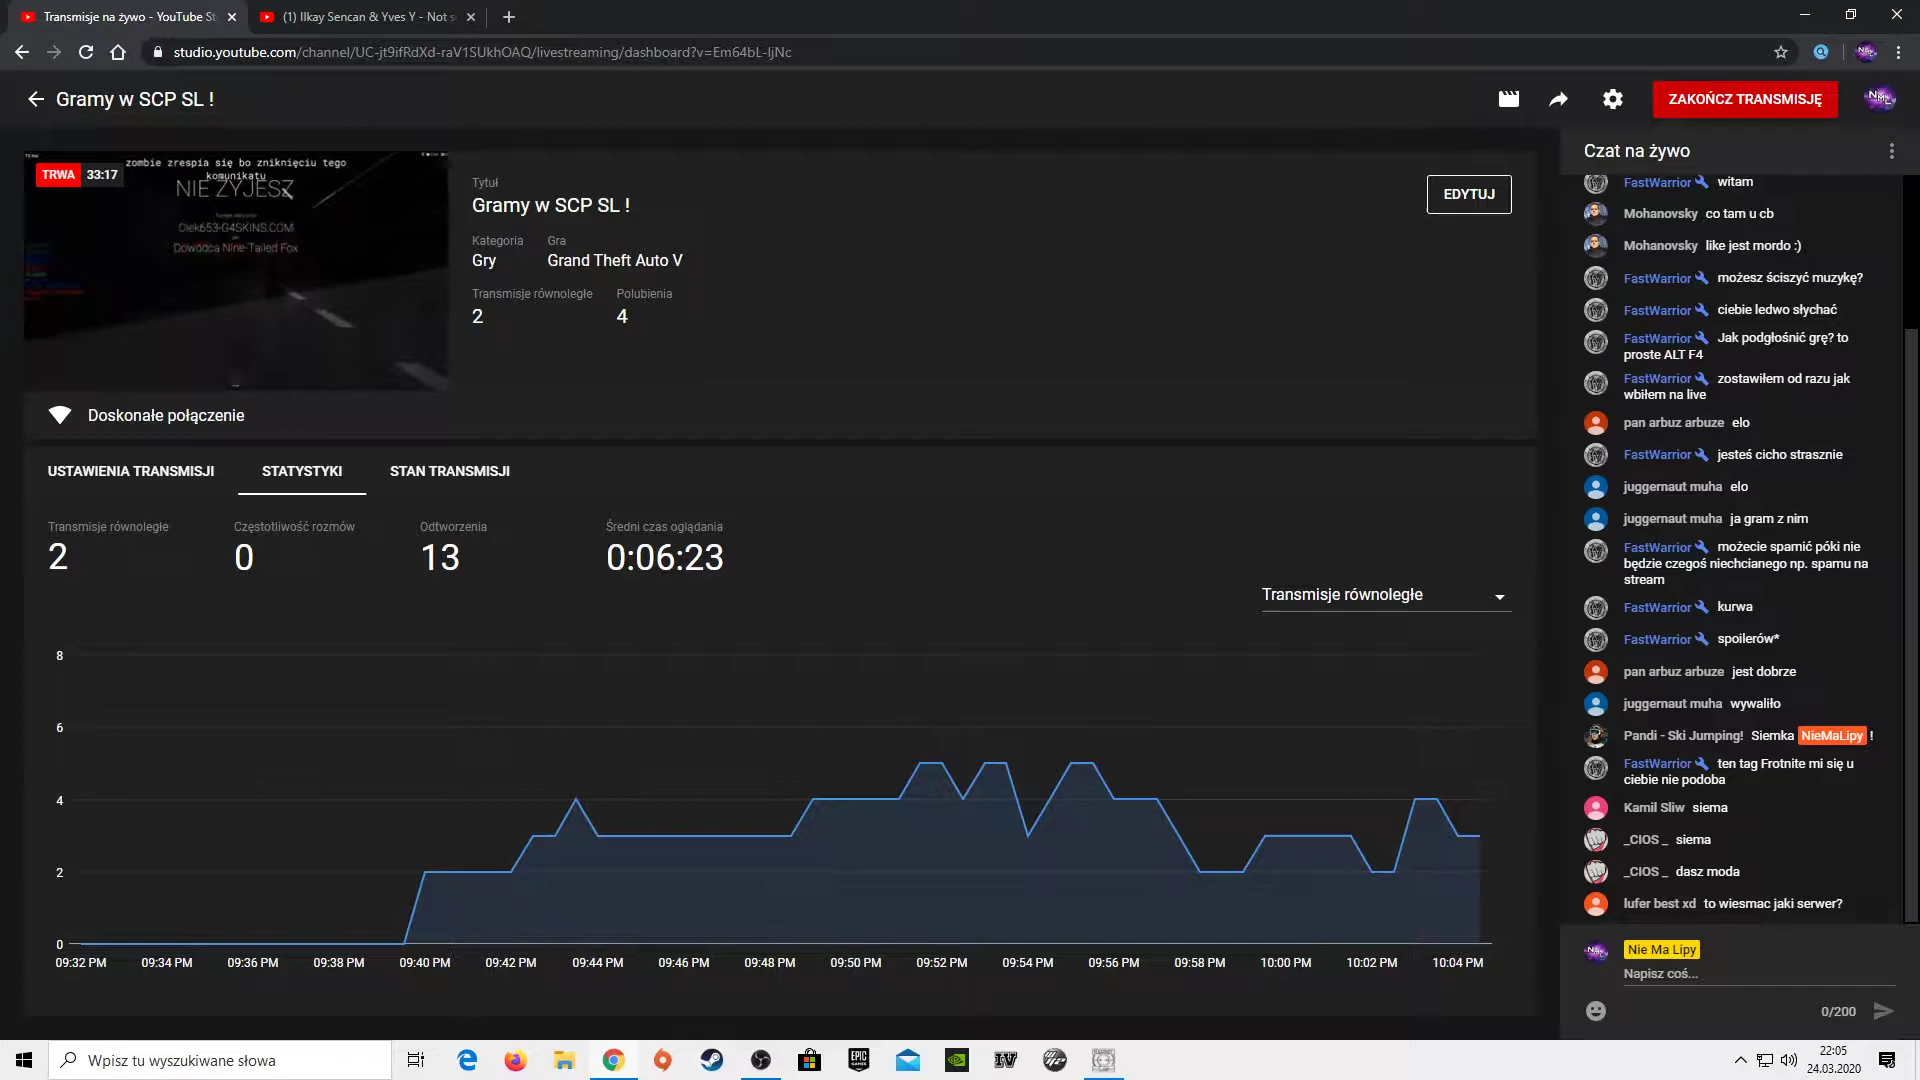 Transmisje na żywo - YouTube St
(1) Ilkay Sencan & Yves Y - Not s
studio.youtube.com/channel/UC-jt9ifRdXd-raV1SUkhOAQ/livestreaming/dashboard?v=Em64bL-IjNc
Gramy w SCP SL !
ZAKOŃCZ TRANSMISJĘ
TRWA 33:17
zombie zrespia się bo zniknięciu tego
komunikatu
NIE ŻYJESZ
Olek653-G4SKINS.COM
Dowódca Nine-Tailed Fox
Tytuł
Gramy w SCP SL !
EDYTUJ
Kategoria Gra
Gry Grand Theft Auto V
Transmisje równoległe Polubienia
2 4
Doskonałe połączenie
USTAWIENIA TRANSMISJI STATYSTYKI STAN TRANSMISJI
Transmisje równoległe Częstotliwość rozmów Odtworzenia Średni czas oglądania
2 0 13 0:06:23
Transmisje równoległe
8
6
4
2
0
09:32 PM 09:34 PM 09:36 PM 09:38 PM 09:40 PM 09:42 PM 09:44 PM 09:46 PM 09:48 PM 09:50 PM 09:52 PM 09:54 PM 09:56 PM 09:58 PM 10:00 PM 10:02 PM 10:04 PM
Czat na żywo
FastWarrior witam
Mohanovsky co tam u cb
Mohanovsky like jest mordo :)
FastWarrior możesz ściszyć muzykę?
FastWarrior ciebie ledwo słychać
FastWarrior Jak podgłośnić grę? to
proste ALT F4
FastWarrior zostawiłem od razu jak
wbiłem na live
pan arbuz arbuze elo
FastWarrior jesteś cicho strasznie
juggernaut muha elo
juggernaut muha ja gram z nim
FastWarrior możecie spamić póki nie
będzie czegoś niechcianego np. spamu na
stream
FastWarrior kurwa
FastWarrior spoilerów*
pan arbuz arbuze jest dobrze
juggernaut muha wywaliło
Pandi - Ski Jumping! Siemka NieMaLipy !
FastWarrior ten tag Frotnite mi się u
ciebie nie podoba
Kamil Sliw siema
_CIOS_ siema
_CIOS_ dasz moda
lufer best xd to wiesmac jaki serwer?
Nie Ma Lipy
Napisz coś...
0/200
Wpisz tu wyszukiwane słowa
EPIC
GAMES
IV
22:05
24.03.2020